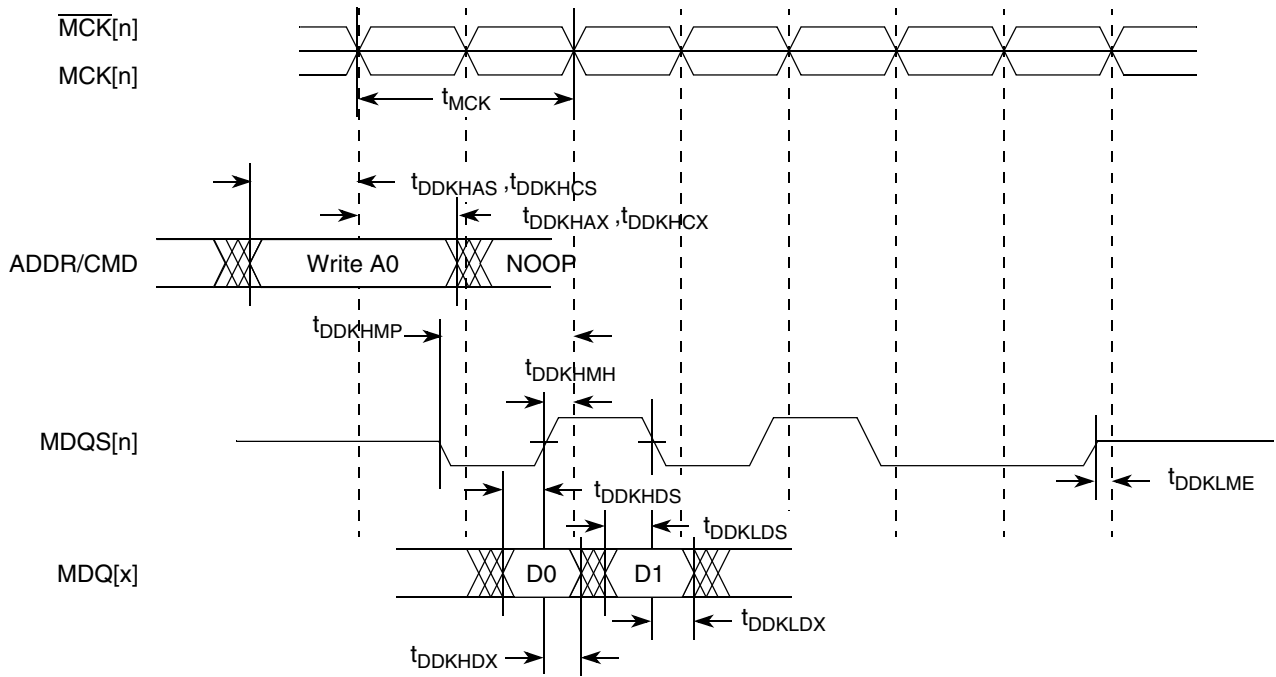 MCK[n]
MCK[n]
tMCK
tDDKHAS ,tDDKHCS
tDDKHAX ,tDDKHCX
ADDR/CMD
Write A0
NOOP
tDDKHMP
tDDKHMH
MDQS[n]
tDDKHDS
tDDKLME
tDDKLDS
MDQ[x]
D0
D1
tDDKLDX
tDDKHDX